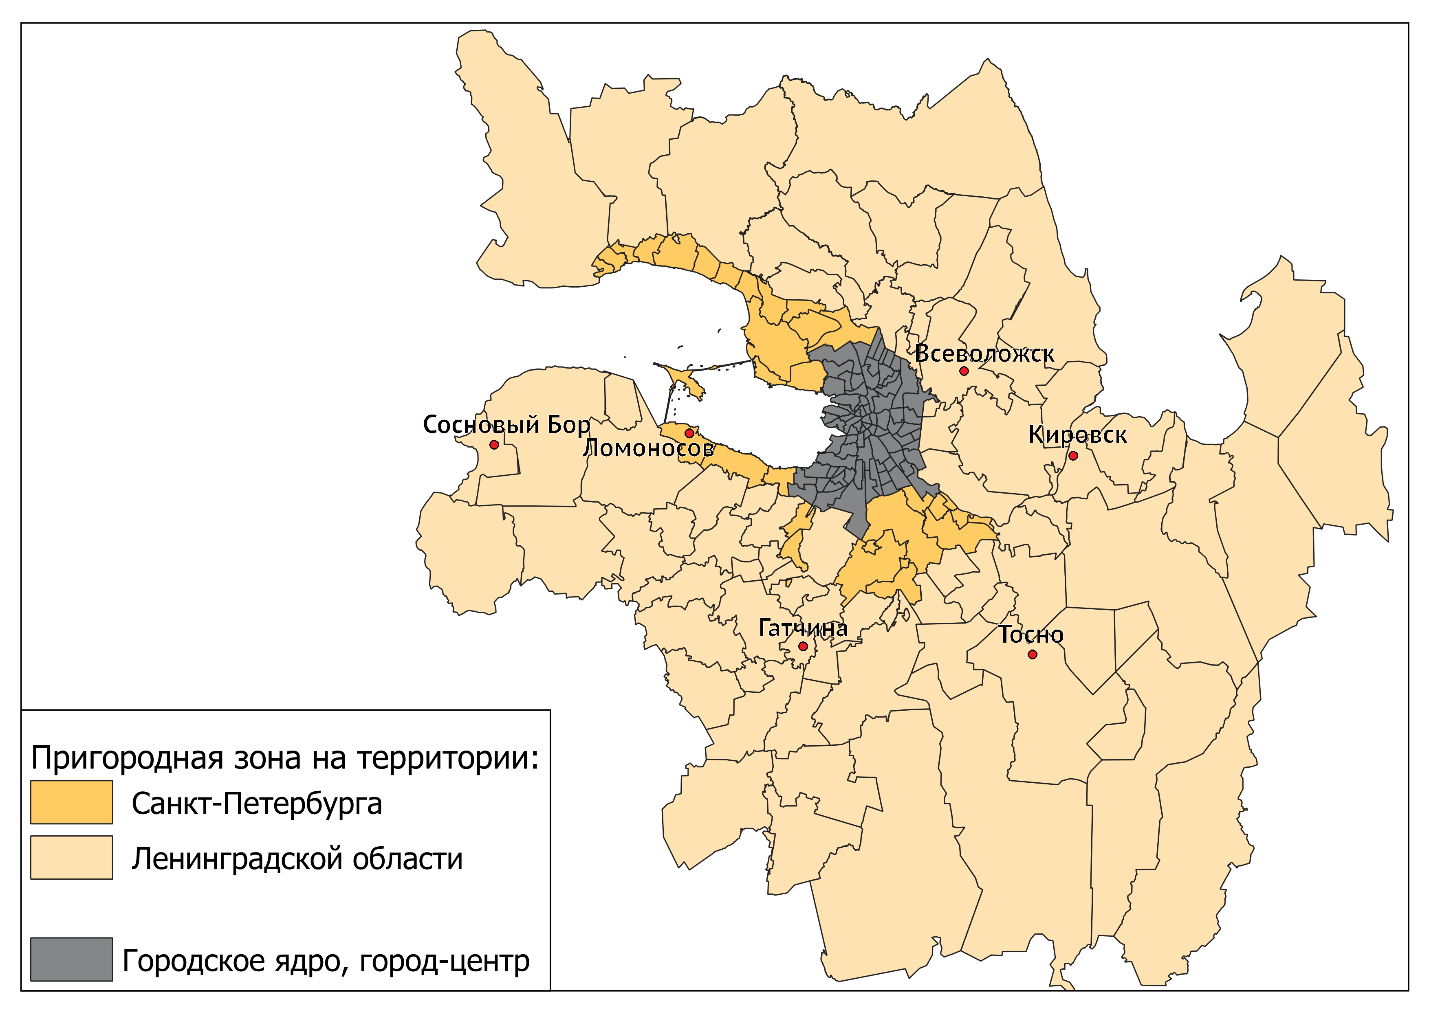 Всеволожск
Сосновый Бор
Кировск
Ломоносов
Гатчина
Тосно
Пригородная зона на территории:
Санкт-Петербурга
Ленинградской области
Городское ядро, город-центр